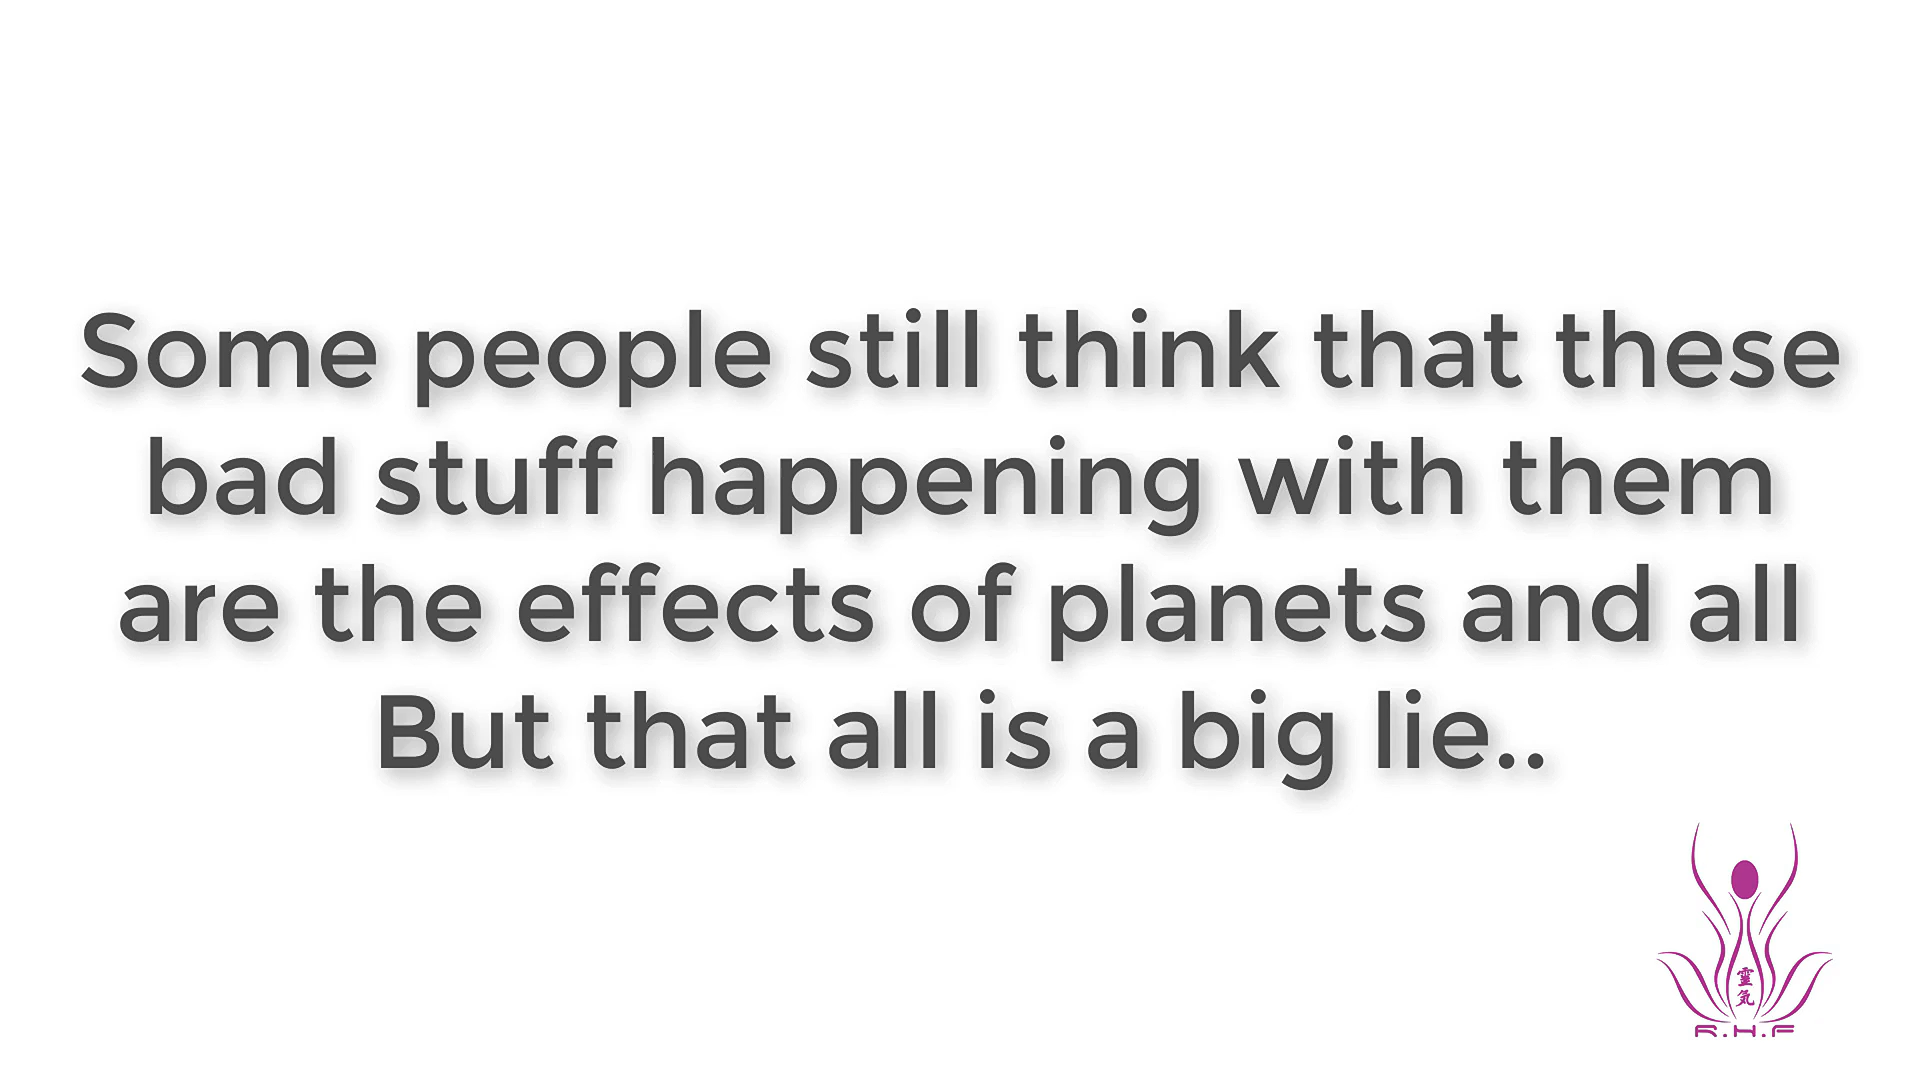 Some people still think that these
bad stuff happening with them
are the effects of planets and all
But that all is a big lie..
靈
気
R.H.F